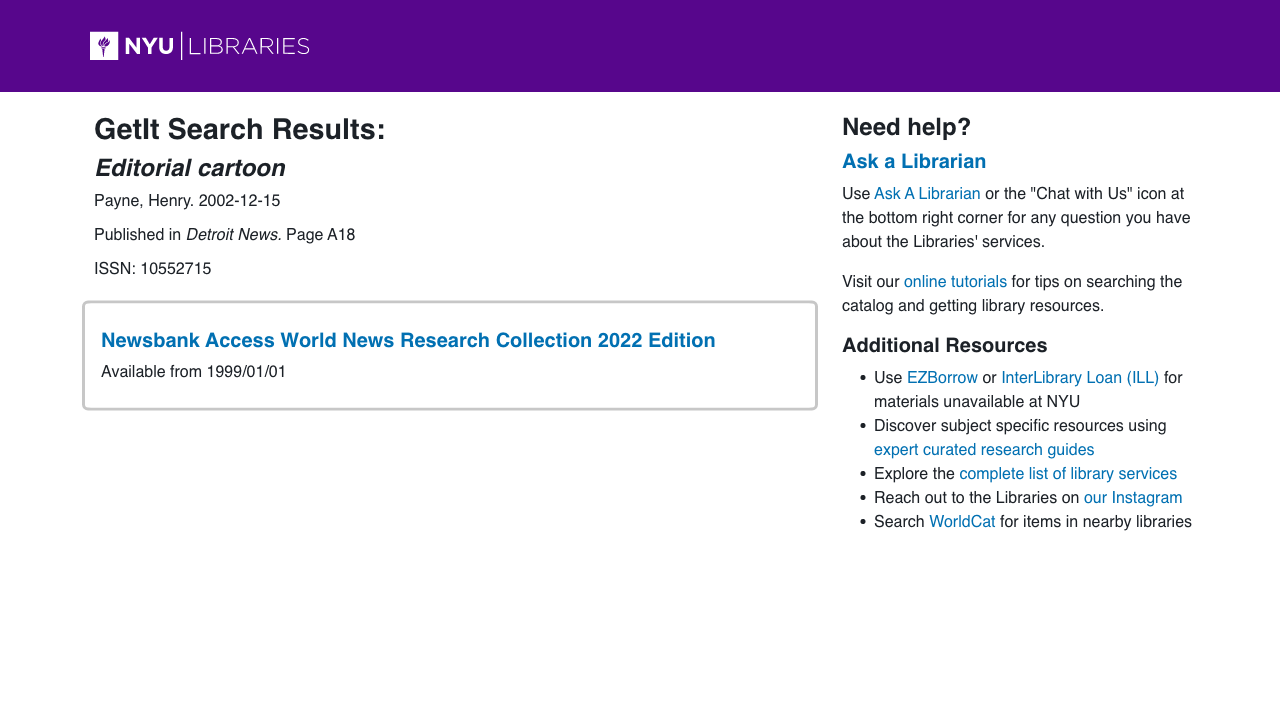 NYU LIBRARIES
GetIt Search Results:
Editorial cartoon
Payne, Henry. 2002-12-15
Published in Detroit News. Page A18
ISSN: 10552715
Newsbank Access World News Research Collection 2022 Edition
Available from 1999/01/01
Need help?
Ask a Librarian
Use Ask A Librarian or the "Chat with Us" icon at
the bottom right corner for any question you have
about the Libraries' services.
Visit our online tutorials for tips on searching the
catalog and getting library resources.
Additional Resources
• Use EZBorrow or InterLibrary Loan (ILL) for
materials unavailable at NYU
• Discover subject specific resources using
expert curated research guides
• Explore the complete list of library services
• Reach out to the Libraries on our Instagram
• Search WorldCat for items in nearby libraries